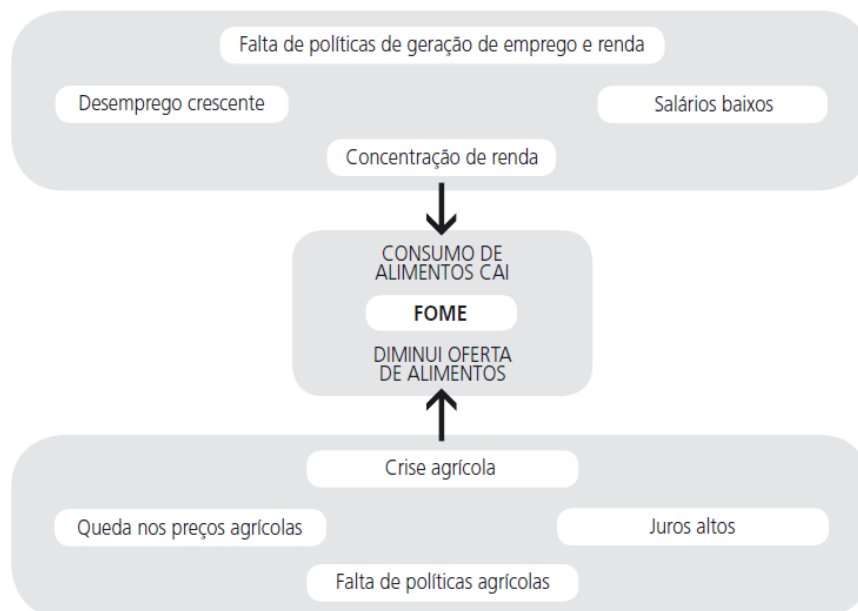 Falta de políticas de geração de emprego e renda
Desemprego crescente
Salários baixos
Concentração de renda
CONSUMO DE
ALIMENTOS CAI
FOME
DIMINUI OFERTA
DE ALIMENTOS
Crise agrícola
Queda nos preços agrícolas
Juros altos
Falta de políticas agrícolas